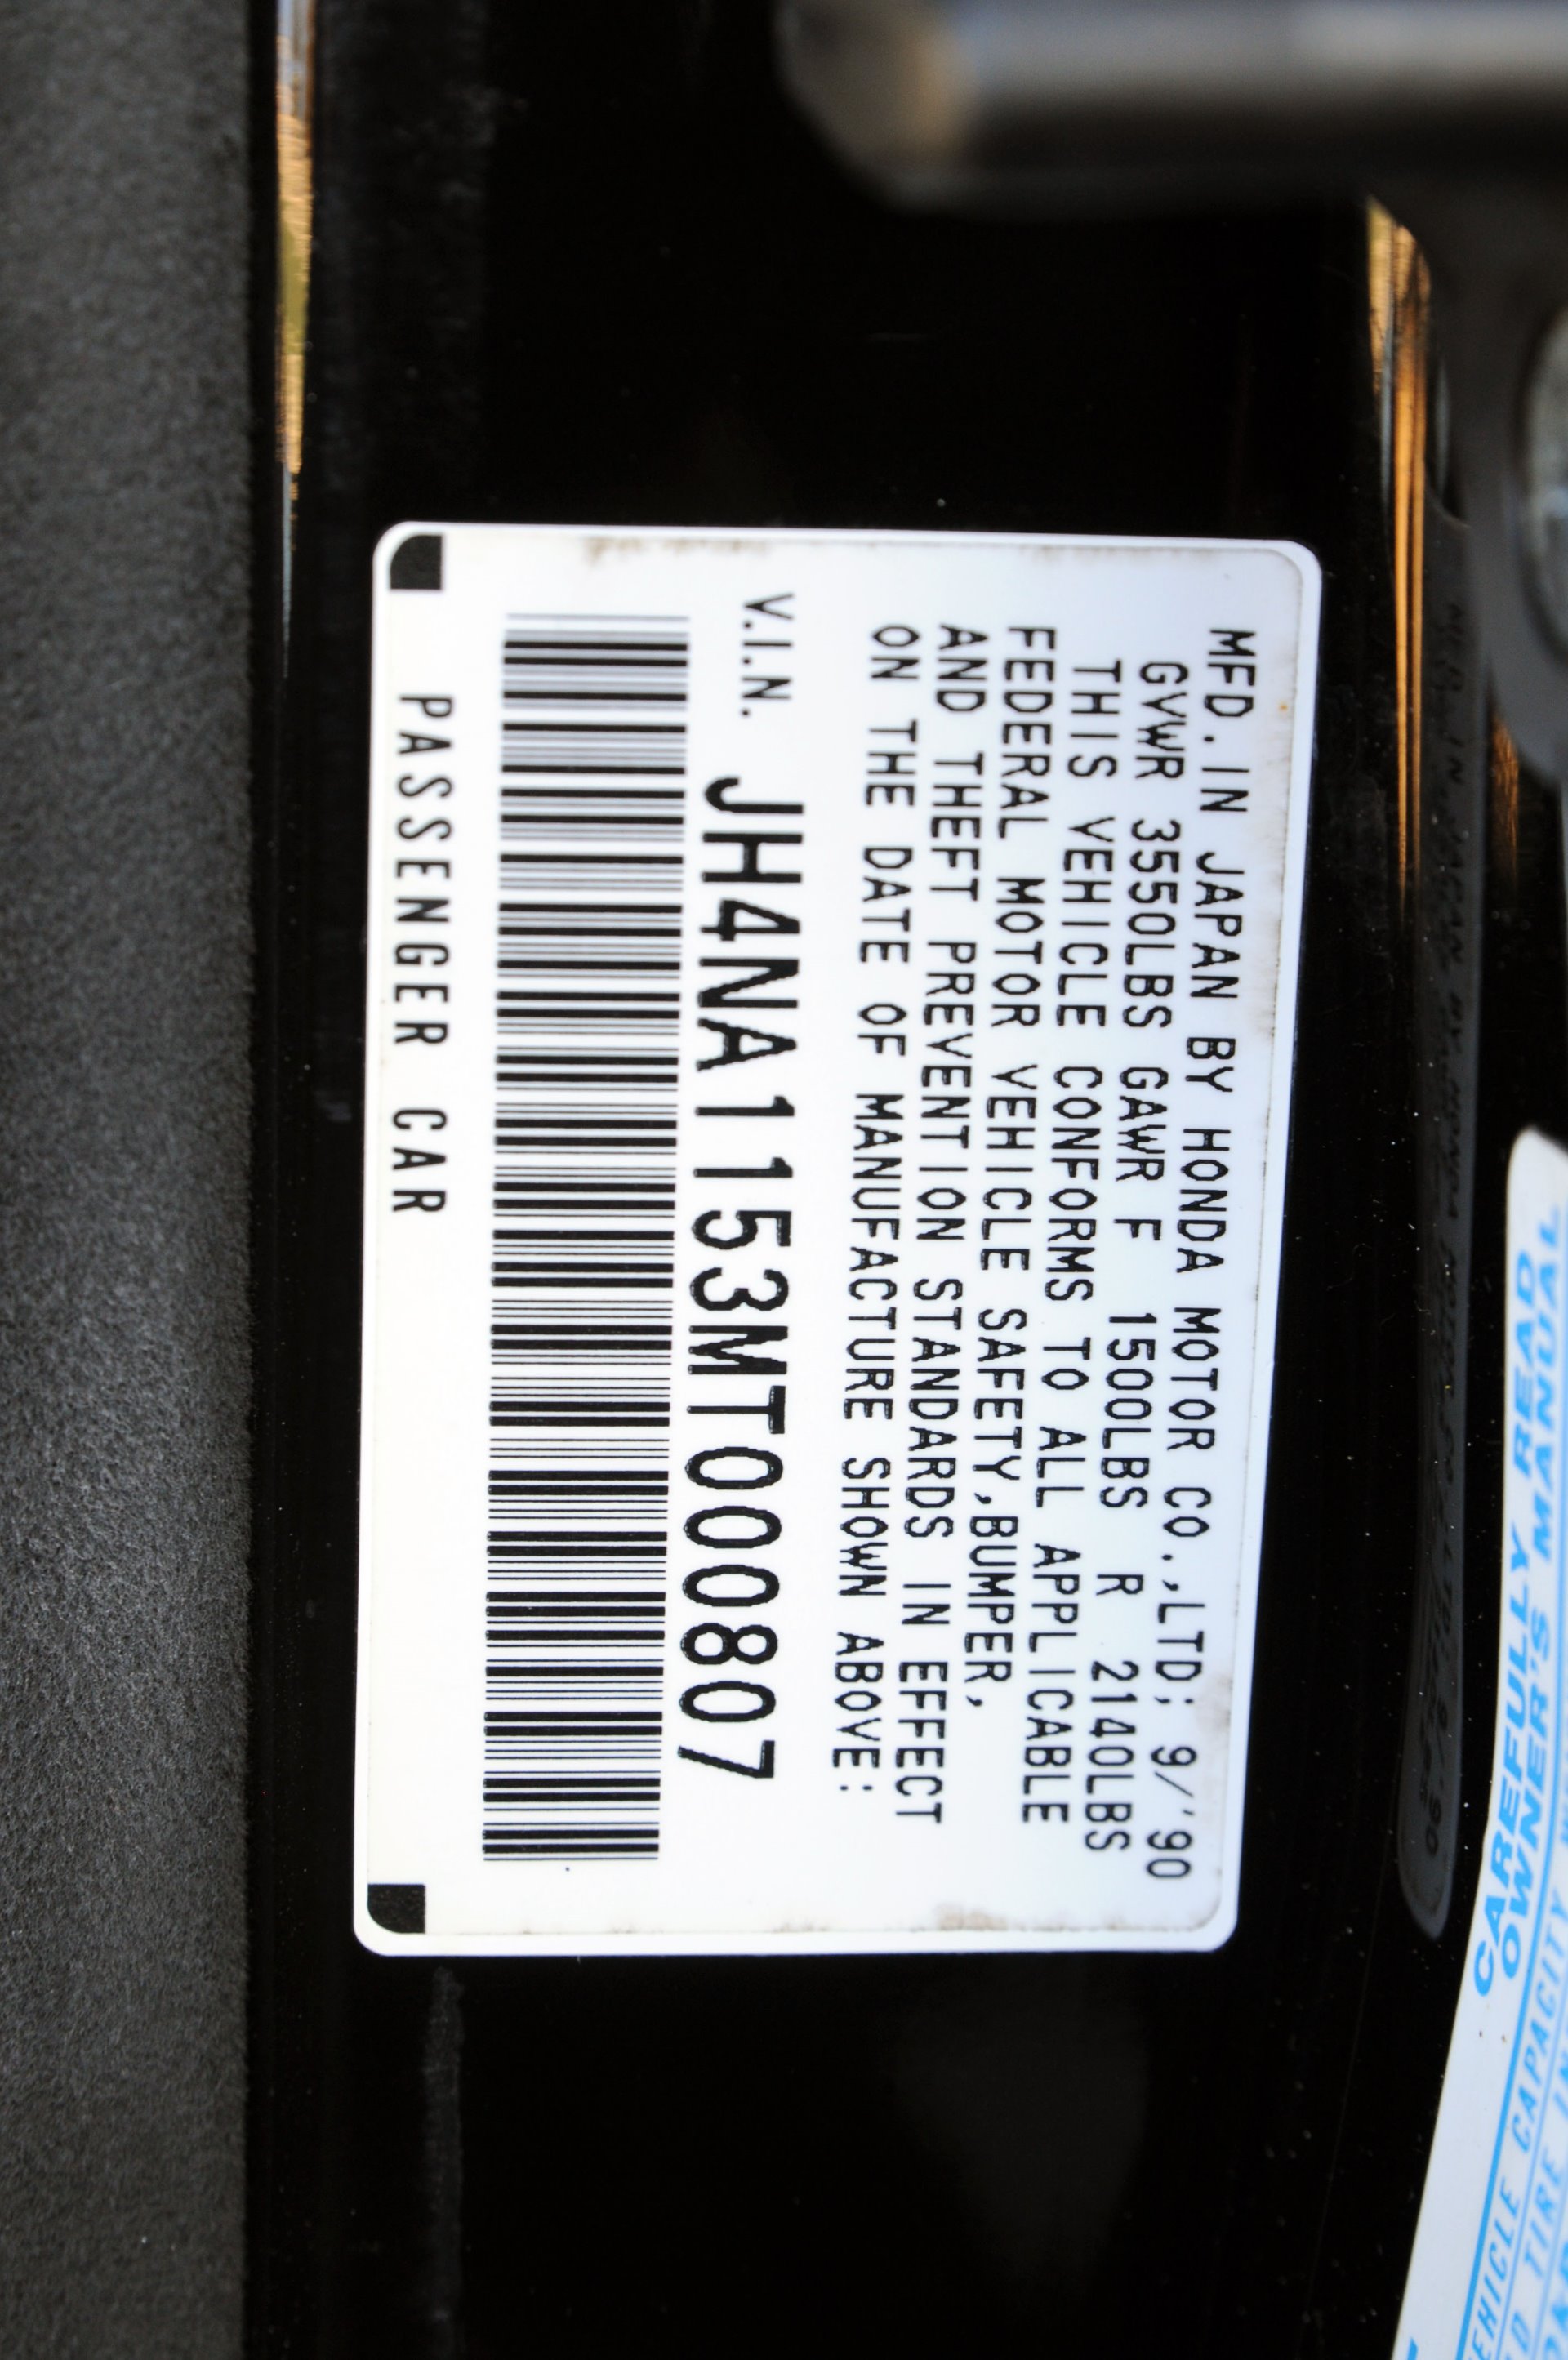 MFD. IN JAPAN BY HONDA MOTOR CO.,LTD; 9/'90
GVWR 3550LBS GAWR F 1500LBS R 2140LBS
THIS VEHICLE CONFORMS TO ALL APPLICABLE
FEDERAL MOTOR VEHICLE SAFETY,BUMPER,
AND THEFT PREVENTION STANDARDS IN EFFECT
ON THE DATE OF MANUFACTURE SHOWN ABOVE:
V.I.N. JH4NA1153MT000807
PASSENGER CAR
CAREFULLY READ
OWNER'S MANUAL
CAPACITY
TIRE